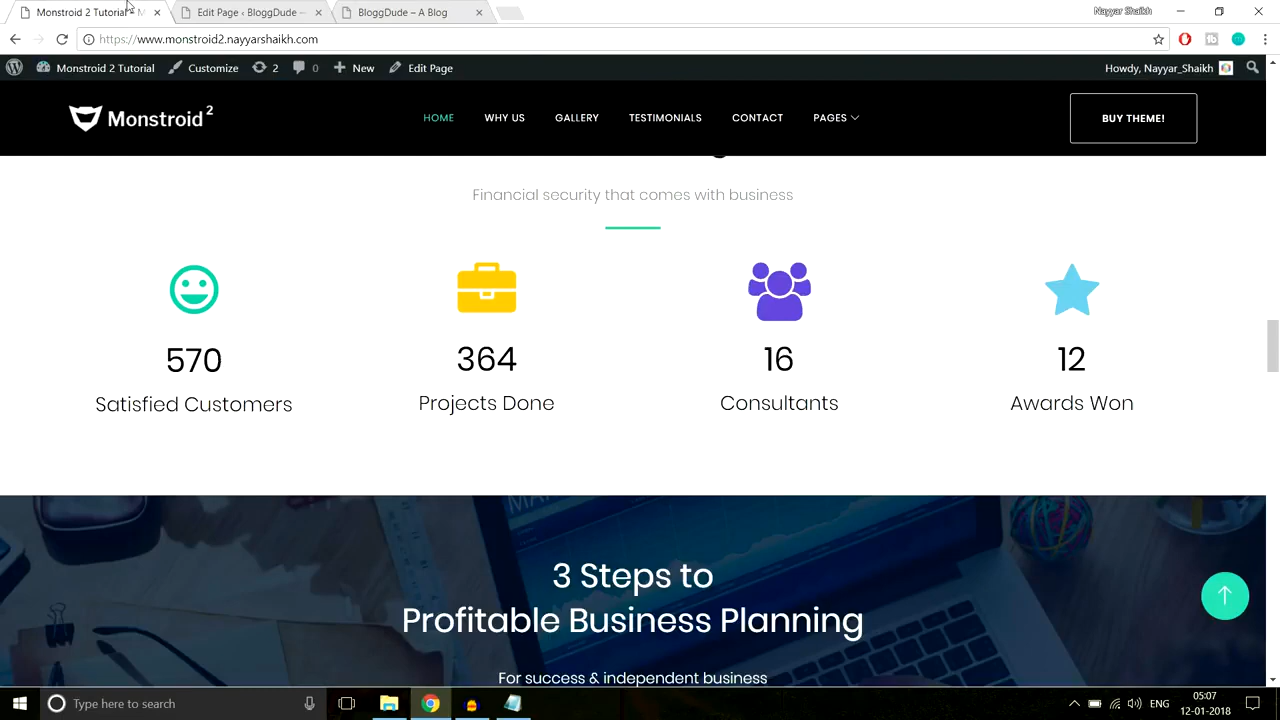 Monstroid 2 Tutorial
Edit Page ‹ BloggDude –
BloggDude – A Blog
Nayyar Shaikh
https://www.monstroid2.nayyarshaikh.com
Monstroid 2 Tutorial
Customize
2
0
New
Edit Page
Howdy, Nayyar_Shaikh
Monstroid 2
HOME
WHY US
GALLERY
TESTIMONIALS
CONTACT
PAGES
BUY THEME!
Financial security that comes with business
570
364
16
12
Satisfied Customers
Projects Done
Consultants
Awards Won
3 Steps to
Profitable Business Planning
For success & independent business
Type here to search
ENG
05:07
12-01-2018